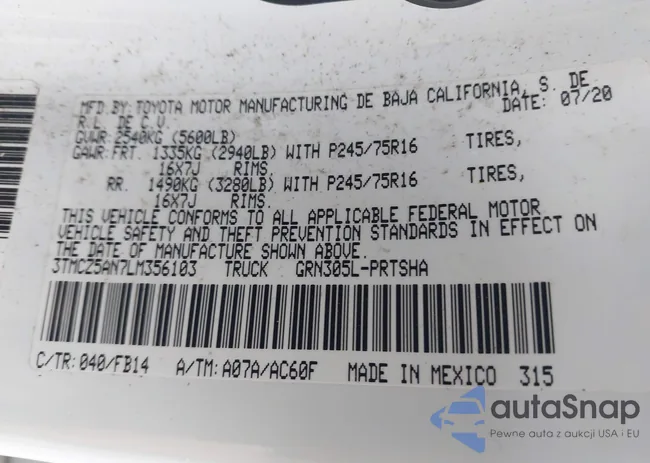 MFD. BY: TOYOTA MOTOR MANUFACTURING DE BAJA CALIFORNIA, S. DE
R.L. DE C.V. DATE: 07/20
GVWR: 2540KG (5600LB)
GAWR: FRT. 1335KG (2940LB) WITH P245/75R16 TIRES,
16X7J RIMS.
RR. 1490KG (3280LB) WITH P245/75R16 TIRES,
16X7J RIMS.
THIS VEHICLE CONFORMS TO ALL APPLICABLE FEDERAL MOTOR
VEHICLE SAFETY AND THEFT PREVENTION STANDARDS IN EFFECT ON
THE DATE OF MANUFACTURE SHOWN ABOVE.
3TMCZ5AN7LM356103 TRUCK GRN305L-PRTSHA
C/TR: 040/FB14 A/TM: A07A/AC60F MADE IN MEXICO 315
autaSnap
Pewne auta z aukcji USA i EU